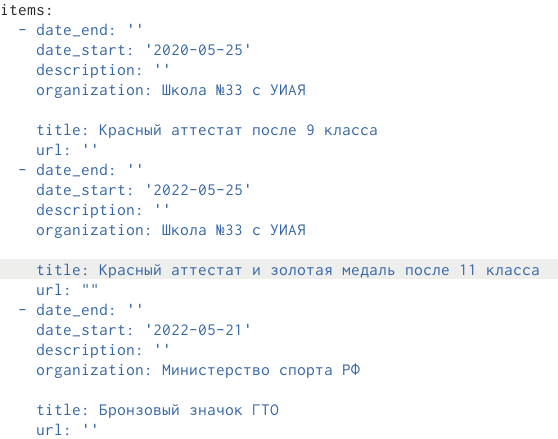 items:
- date_end: ''
date_start: '2020-05-25'
description: ''
organization: Школа №33 с УИАЯ
title: Красный аттестат после 9 класса
url: ''
- date_end: ''
date_start: '2022-05-25'
description: ''
organization: Школа №33 с УИАЯ
title: Красный аттестат и золотая медаль после 11 класса
url: ""
- date_end: ''
date_start: '2022-05-21'
description: ''
organization: Министерство спорта РФ
title: Бронзовый значок ГТО
url: ''